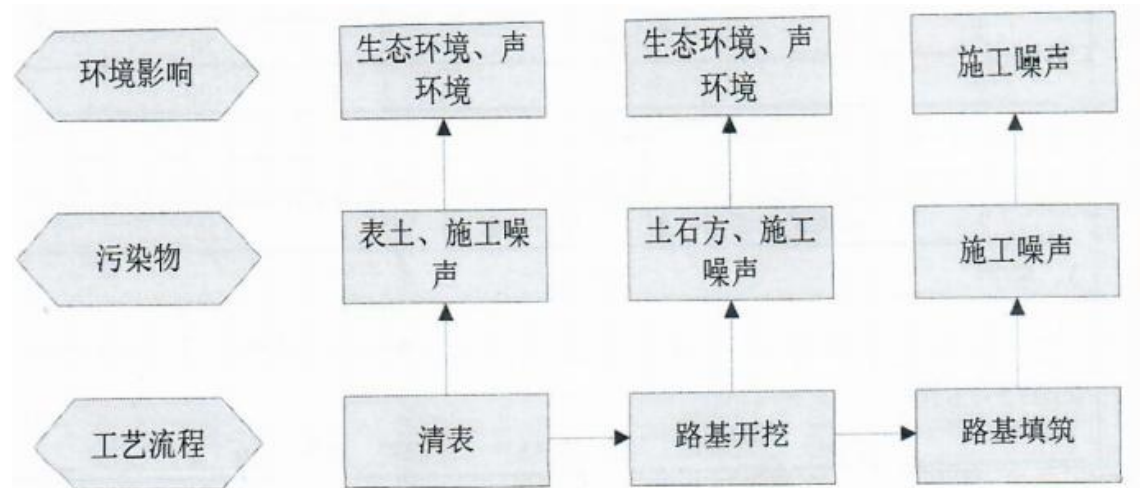 环境影响
生态环境、声
环境
生态环境、声
环境
施工噪声
污染物
表土、施工噪
声
土石方、施工
噪声
施工噪声
工艺流程
清表
路基开挖
路基填筑